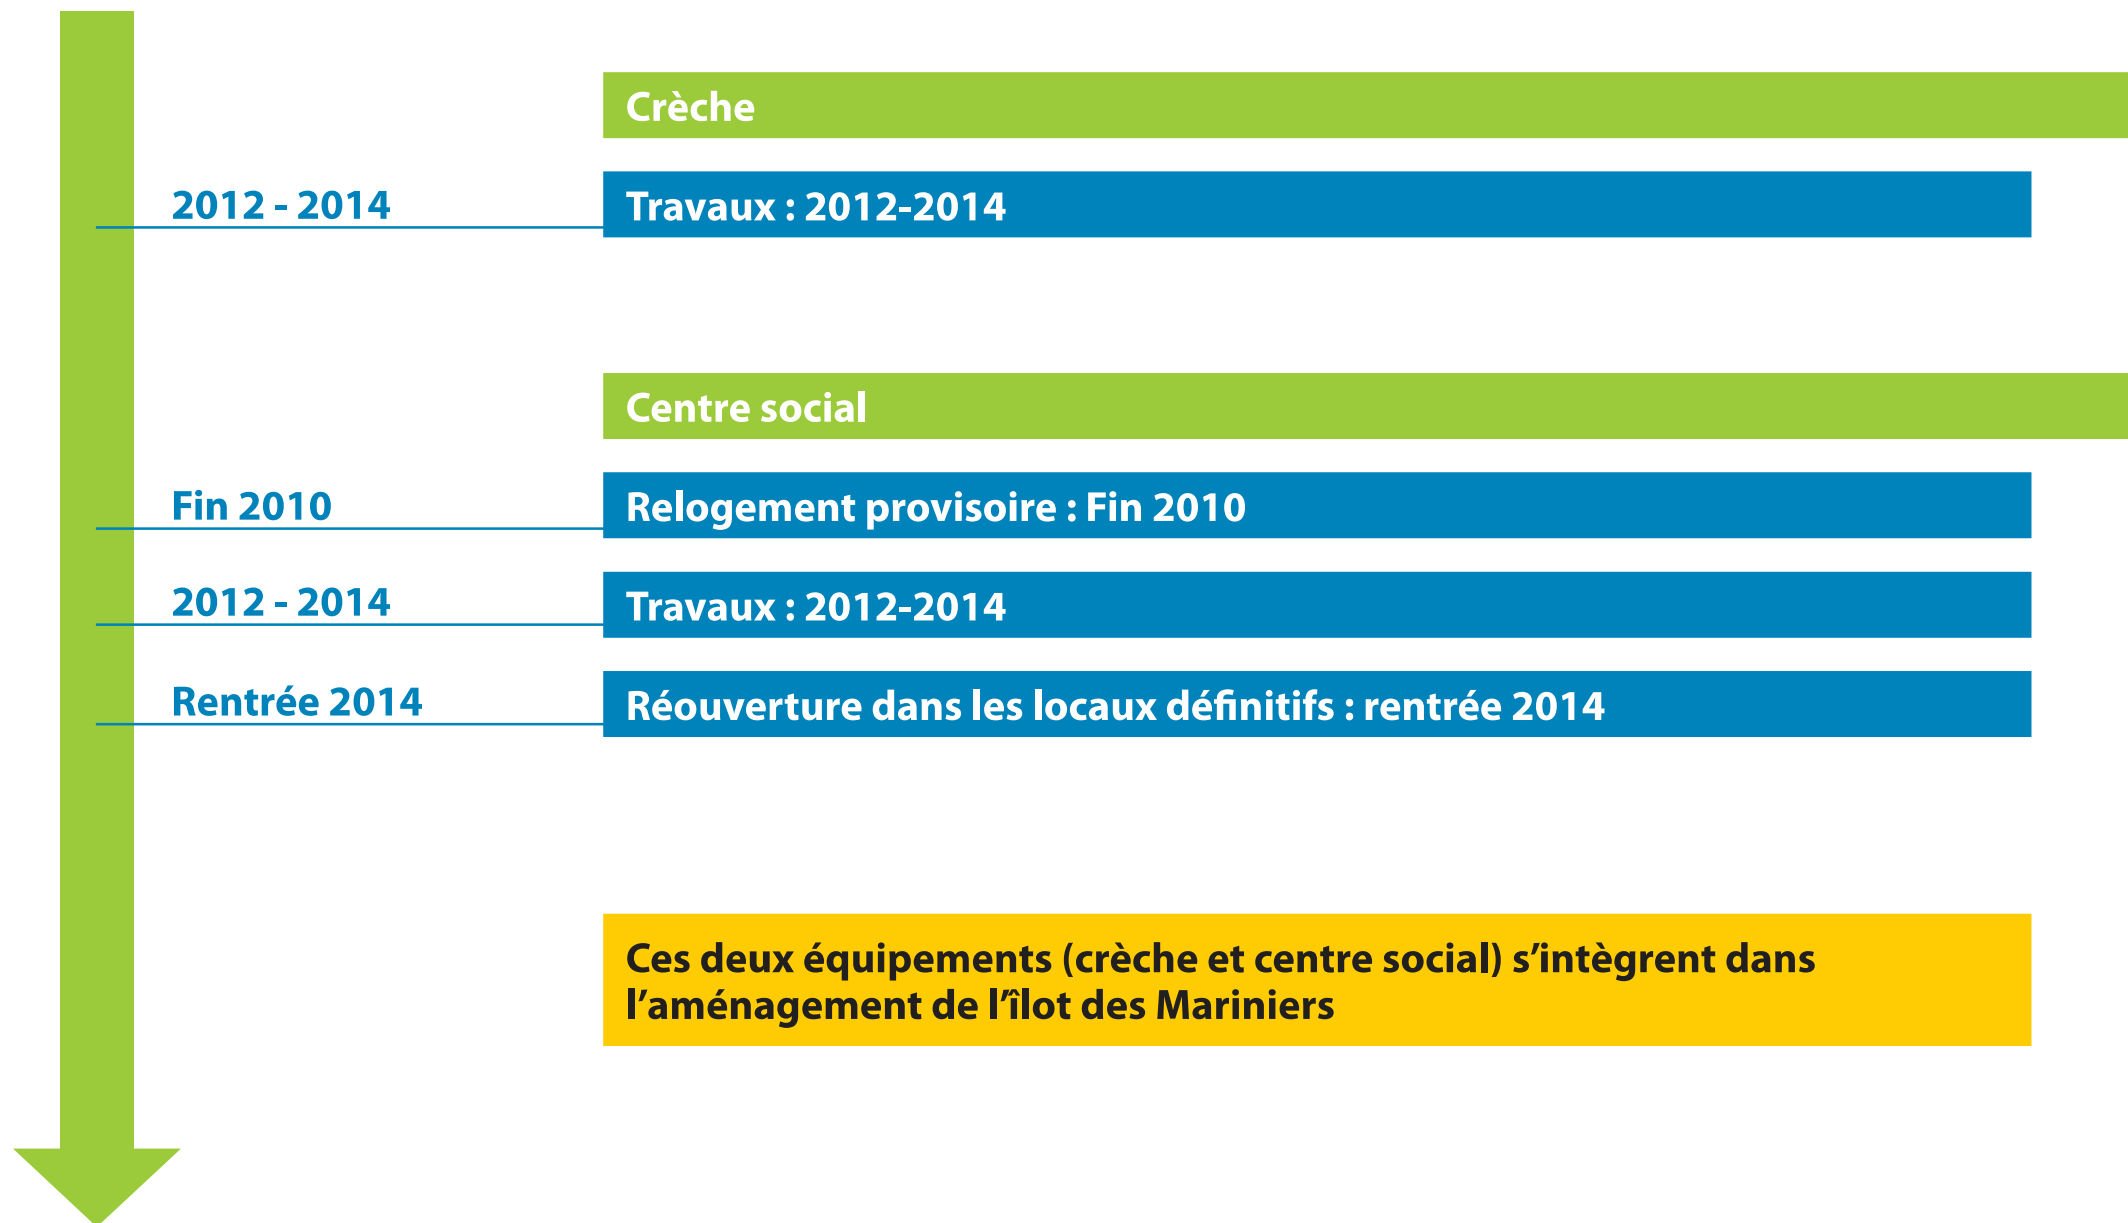 Crèche
2012 - 2014
Travaux : 2012-2014
Centre social
Fin 2010
Relogement provisoire : Fin 2010
2012 - 2014
Travaux : 2012-2014
Rentrée 2014
Réouverture dans les locaux définitifs : rentrée 2014
Ces deux équipements (crèche et centre social) s’intègrent dans
l’aménagement de l’îlot des Mariniers